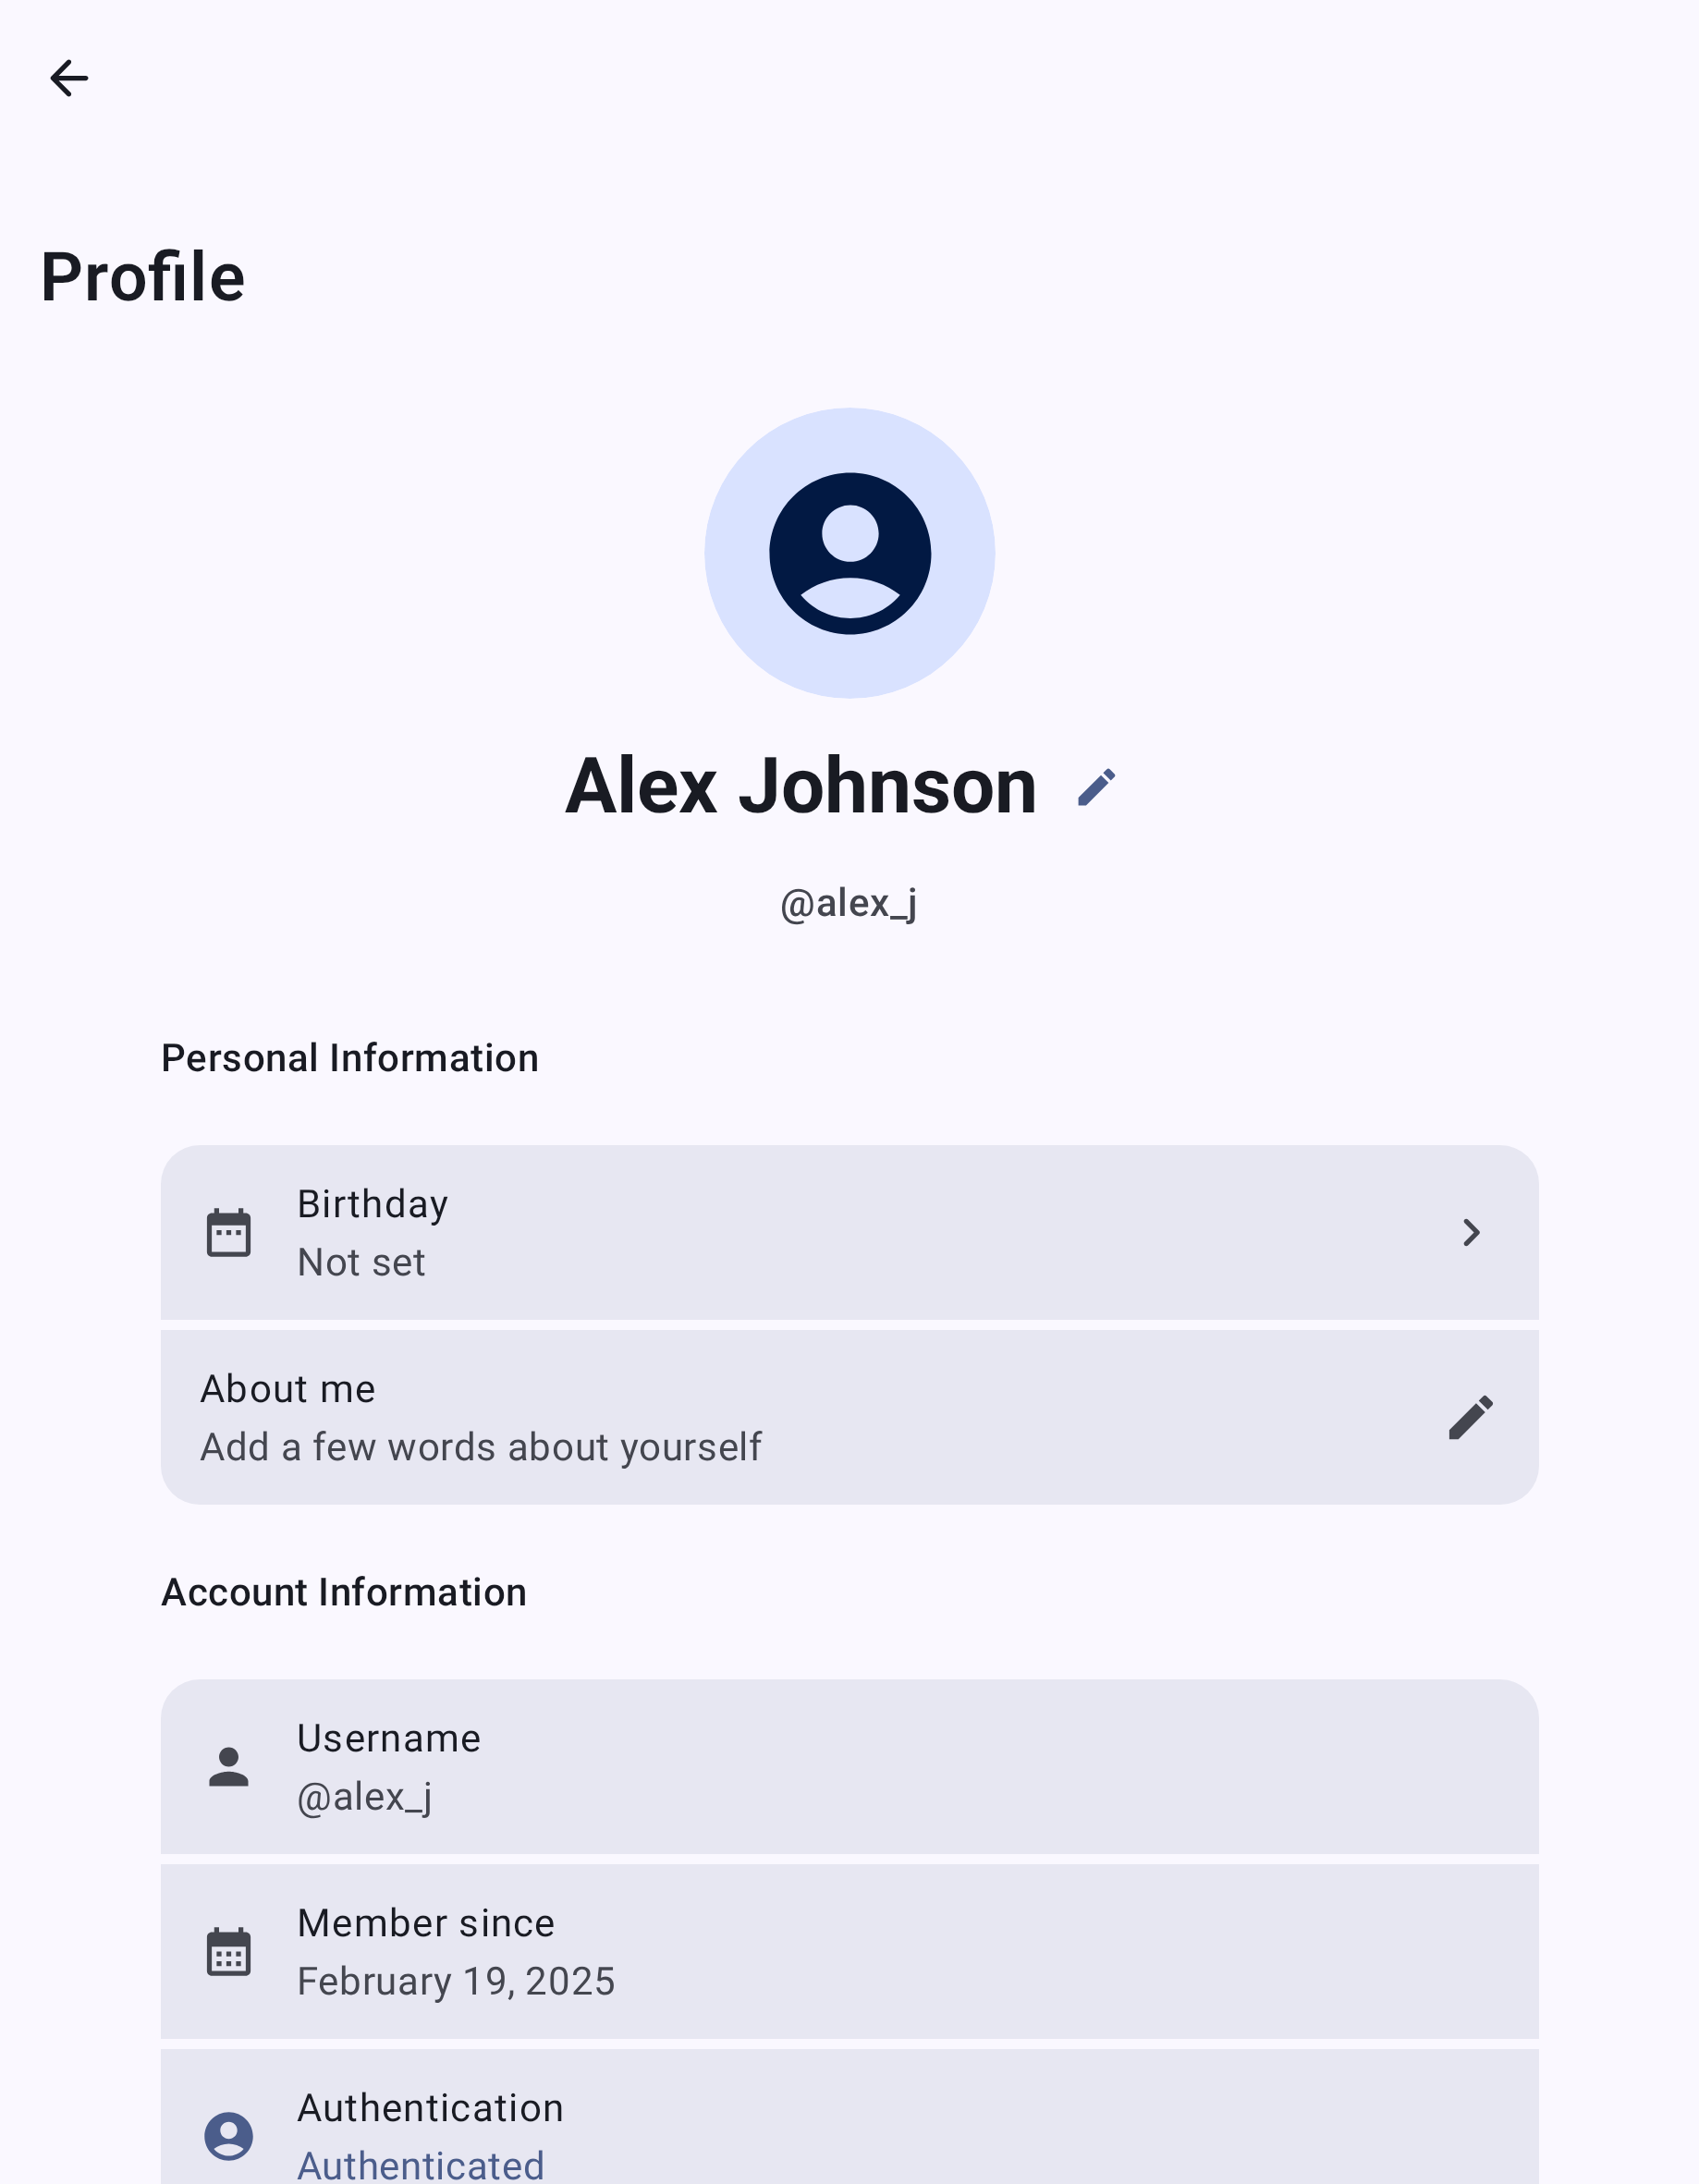 Profile
Alex Johnson
@alex_j
Personal Information
Birthday
Not set
About me
Add a few words about yourself
Account Information
Username
@alex_j
Member since
February 19, 2025
Authentication
Authenticated